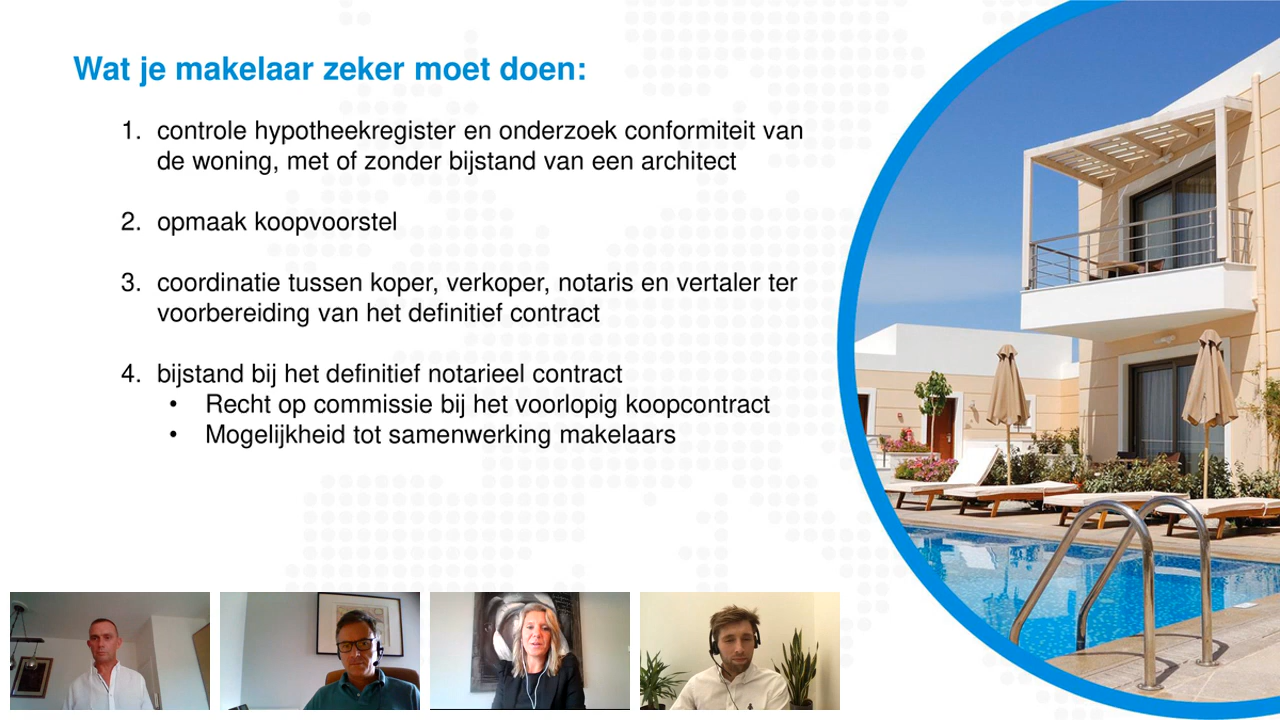 Wat je makelaar zeker moet doen:
1. controle hypotheekregister en onderzoek conformiteit van
de woning, met of zonder bijstand van een architect
2. opmaak koopvoorstel
3. coordinatie tussen koper, verkoper, notaris en vertaler ter
voorbereiding van het definitief contract
4. bijstand bij het definitief notarieel contract
• Recht op commissie bij het voorlopig koopcontract
• Mogelijkheid tot samenwerking makelaars